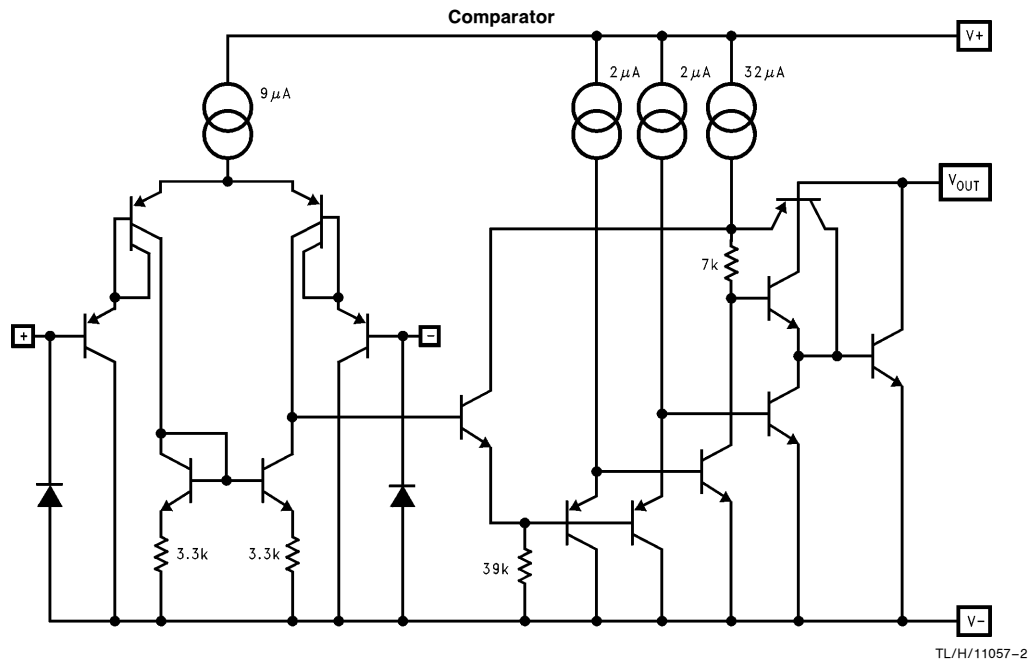 Comparator
V+
9μA
2μA
2μA
32μA
VOUT
7k
+
−
3.3k
3.3k
39k
V−
TL/H/11057–2